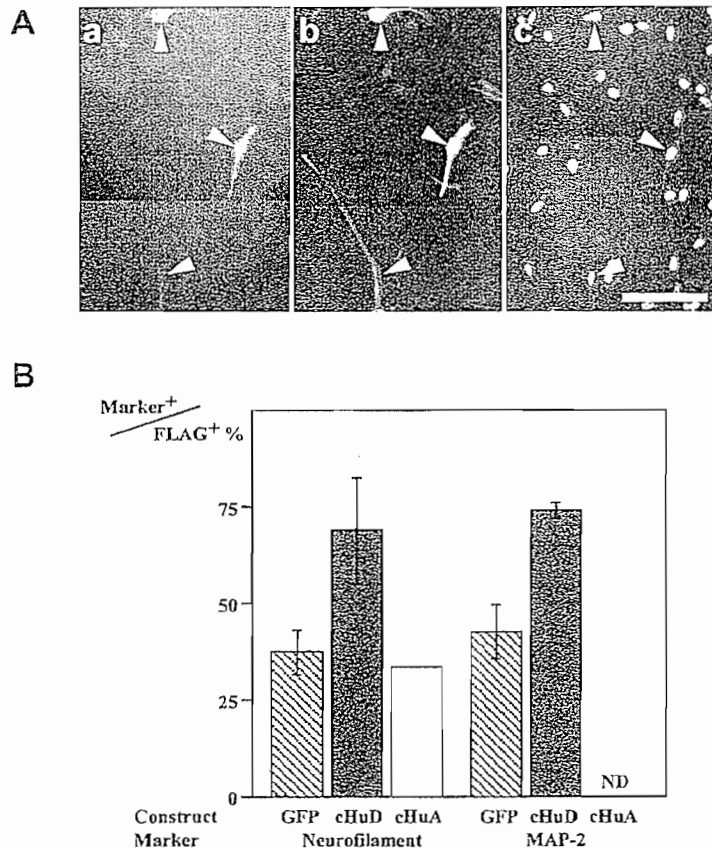 A
a
b
c
B
Marker+
FLAG+ %
75
50
25
0
ND
Construct GFP cHuD cHuA GFP cHuD cHuA
Marker Neurofilament MAP-2